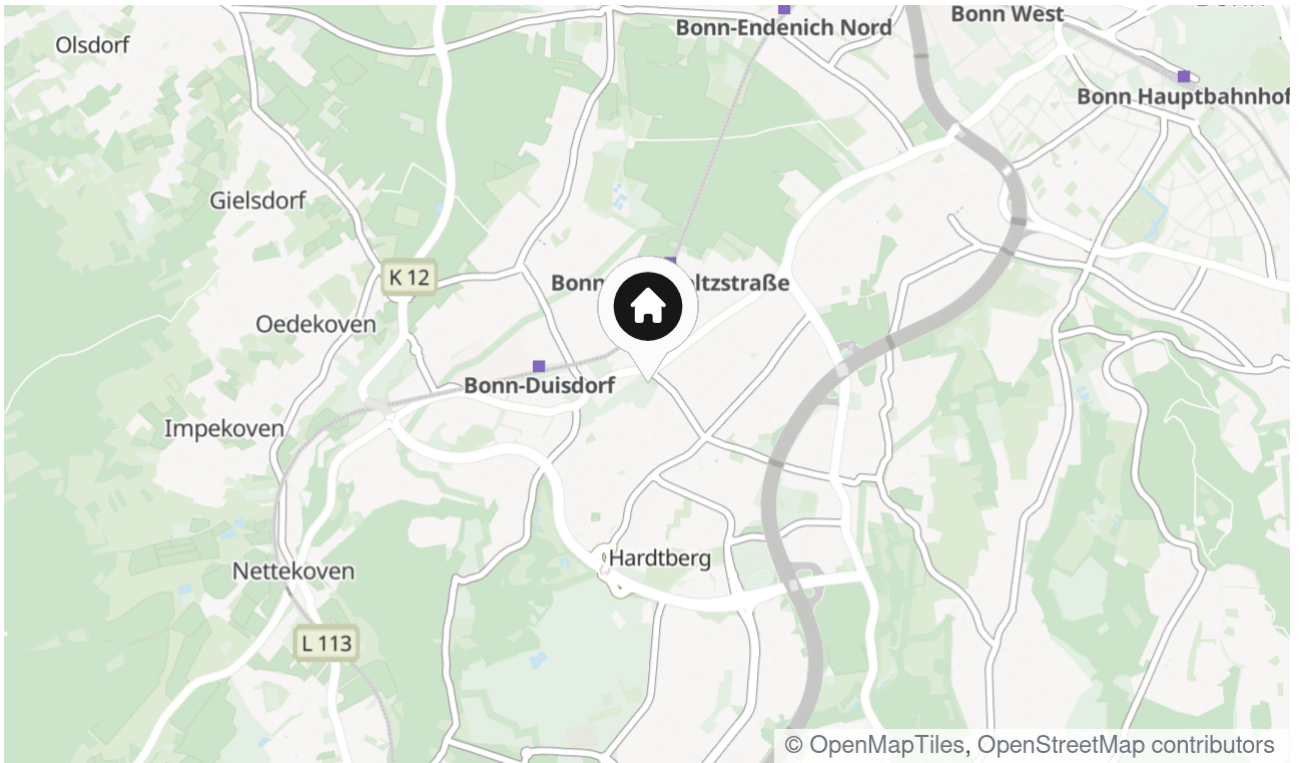 Bonn West
Bonn-Endenich Nord
Olsdorf
Bonn Hauptbahnhof
Gielsdorf
K 12
Bonn
ltzstraße
Oedekoven
Bonn-Duisdorf
Impekoven
Hardtberg
Nettekoven
L 113
© OpenMapTiles, OpenStreetMap contributors